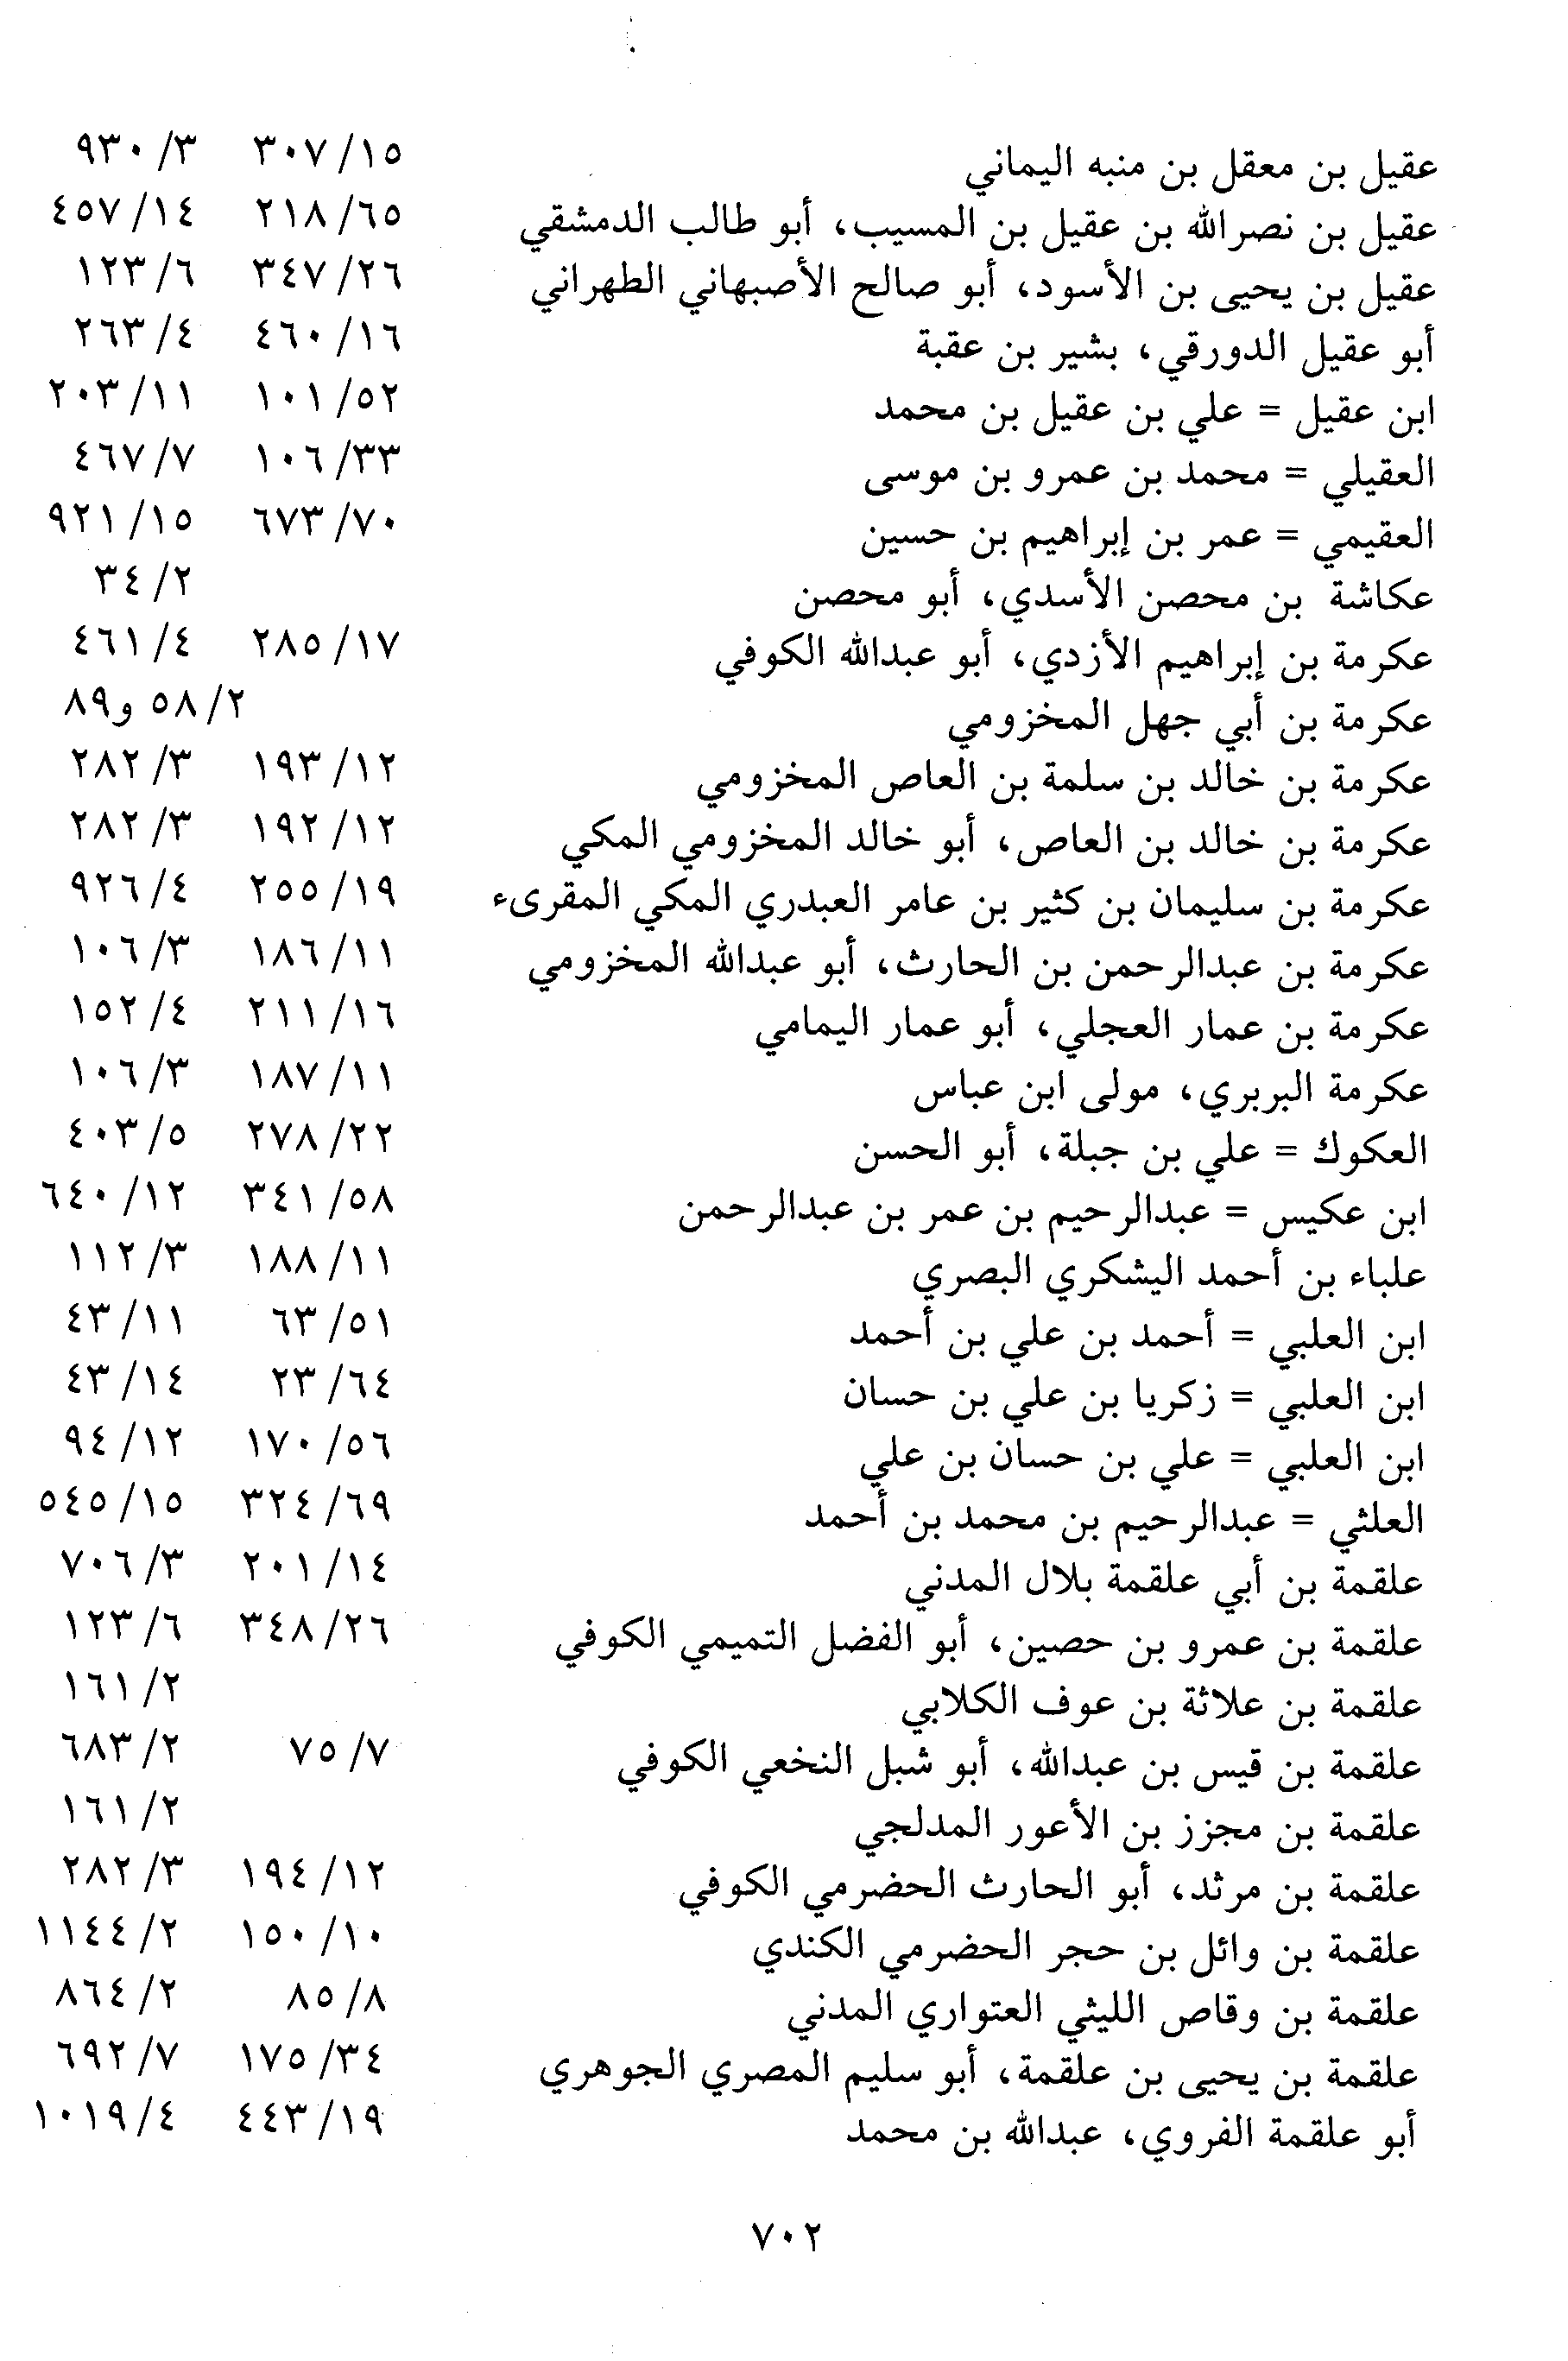 عقيل بن معقل بن منبه اليماني ١٥/ ٣٠٧ ٣/ ٩٣٠
عقيل بن نصرالله بن عقيل بن المسيب، أبو طالب الدمشقي ٦٥/ ٢١٨ ١٤/ ٤٥٧
عقيل بن يحيى بن الأسود، أبو صالح الأصبهاني الطهراني ٢٦/ ٣٤٧ ٦/ ١٢٣
أبو عقيل الدورقي، بشير بن عقبة ١٦/ ٤٦٠ ٤/ ٢٦٣
ابن عقيل = علي بن عقيل بن محمد ٥٢/ ١٠١ ١١/ ٢٠٣
العقيلي = محمد بن عمرو بن موسى ٣٣/ ١٠٦ ٧/ ٤٦٧
العقيمي = عمر بن إبراهيم بن حسين ٧٠/ ٦٧٣ ١٥/ ٩٢١
عكاشة بن محصن الأسدي، أبو محصن ٢/ ٣٤
عكرمة بن إبراهيم الأزدي، أبو عبدالله الكوفي ١٧/ ٢٨٥ ٤/ ٤٦١
عكرمة بن أبي جهل المخزومي ٢/ ٥٨ و٨٩
عكرمة بن خالد بن سلمة بن العاص المخزومي ١٢/ ١٩٣ ٣/ ٢٨٢
عكرمة بن خالد بن العاص، أبو خالد المخزومي المكي ١٢/ ١٩٢ ٣/ ٢٨٢
عكرمة بن سليمان بن كثير بن عامر العبدري المكي المقرىء ١٩/ ٢٥٥ ٤/ ٩٢٦
عكرمة بن عبدالرحمن بن الحارث، أبو عبدالله المخزومي ١١/ ١٨٦ ٣/ ١٠٦
عكرمة بن عمار العجلي، أبو عمار اليمامي ١٦/ ٢١١ ٤/ ١٥٢
عكرمة البربري، مولى ابن عباس ١١/ ١٨٧ ٣/ ١٠٦
العكوك = علي بن جبلة، أبو الحسن ٢٢/ ٢٧٨ ٥/ ٤٠٣
ابن عكيس = عبدالرحيم بن عمر بن عبدالرحمن ٥٨/ ٣٤١ ١٢/ ٦٤٠
علباء بن أحمد اليشكري البصري ١١/ ١٨٨ ٣/ ١١٢
ابن العلبي = أحمد بن علي بن أحمد ٥١/ ٦٣ ١١/ ٤٣
ابن العلبي = زكريا بن علي بن حسان ٦٤/ ٢٣ ١٤/ ٤٣
ابن العلبي = علي بن حسان بن علي ٥٦/ ١٧٠ ١٢/ ٩٤
العلثي = عبدالرحيم بن محمد بن أحمد ٦٩/ ٣٢٤ ١٥/ ٥٤٥
علقمة بن أبي علقمة بلال المدني ١٤/ ٢٠١ ٣/ ٧٠٦
علقمة بن عمرو بن حصين، أبو الفضل التميمي الكوفي ٢٦/ ٣٤٨ ٦/ ١٢٣
علقمة بن علاثة بن عوف الكلابي ٢/ ١٦١
علقمة بن قيس بن عبدالله، أبو شبل النخعي الكوفي ٧/ ٧٥ ٢/ ٦٨٣
علقمة بن مجزز بن الأعور المدلجي ٢/ ١٦١
علقمة بن مرثد، أبو الحارث الحضرمي الكوفي ١٢/ ١٩٤ ٣/ ٢٨٢
علقمة بن وائل بن حجر الحضرمي الكندي ١٠/ ١٥٠ ٢/ ١١٤٤
علقمة بن وقاص الليثي العتواري المدني ٨/ ٨٥ ٢/ ٨٦٤
علقمة بن يحيى بن علقمة، أبو سليم المصري الجوهري ٣٤/ ١٧٥ ٧/ ٦٩٢
أبو علقمة الفروي، عبدالله بن محمد ١٩/ ٤٤٣ ٤/ ١٠١٩
٧٠٢